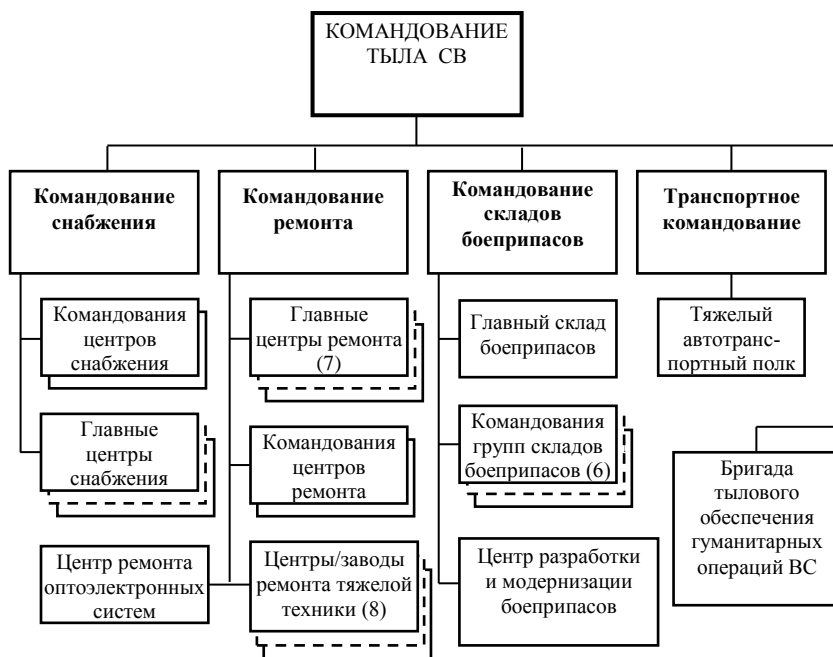 КОМАНДОВАНИЕ
ТЫЛА СВ
Командование
снабжения
Командование
ремонта
Командование
складов
боеприпасов
Транспортное
командование
Командования
центров
снабжения
Главные
центры ремонта
(7)
Главный склад
боеприпасов
Тяжелый
автотранс-
портный полк
Главные
центры
снабжения
Командования
центров
ремонта
Командования
групп складов
боеприпасов (6)
Бригада
тылового
обеспечения
гуманитарных
операций ВС
Центр ремонта
оптоэлектронных
систем
Центры/заводы
ремонта тяжелой
техники (8)
Центр разработки
и модернизации
боеприпасов